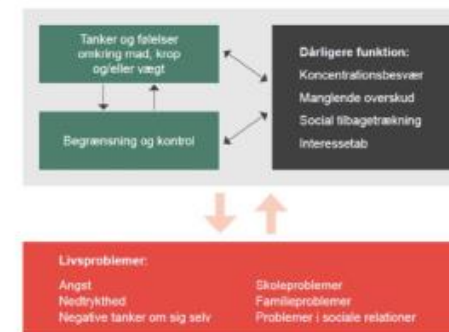 Tanker og følelser
omkring mad, krop
og/eller vægt
Begrænsning og kontrol
Dårligere funktion:
Koncentrationsbesvær
Manglende overskud
Social tilbagetrækning
Interessetab
Livsproblemer:
Angst
Nedtrykthed
Negative tanker om sig selv
Skoleproblemer
Familieproblemer
Problemer i sociale relationer